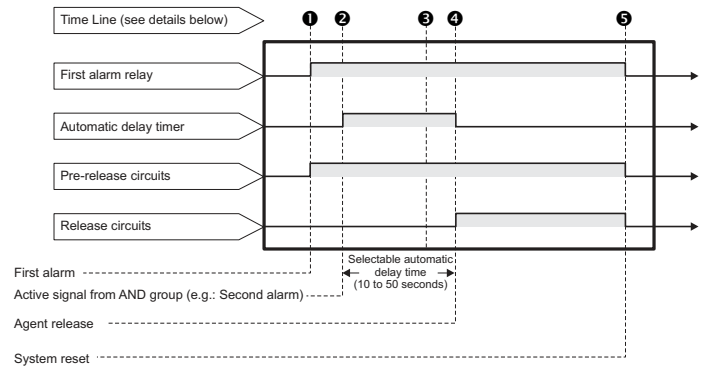 Time Line (see details below)
❶ ❷ ❸ ❹ ❺
First alarm relay
Automatic delay timer
Pre-release circuits
Release circuits
Selectable automatic
delay time
(10 to 50 seconds)
First alarm
Active signal from AND group (e.g.: Second alarm)
Agent release
System reset